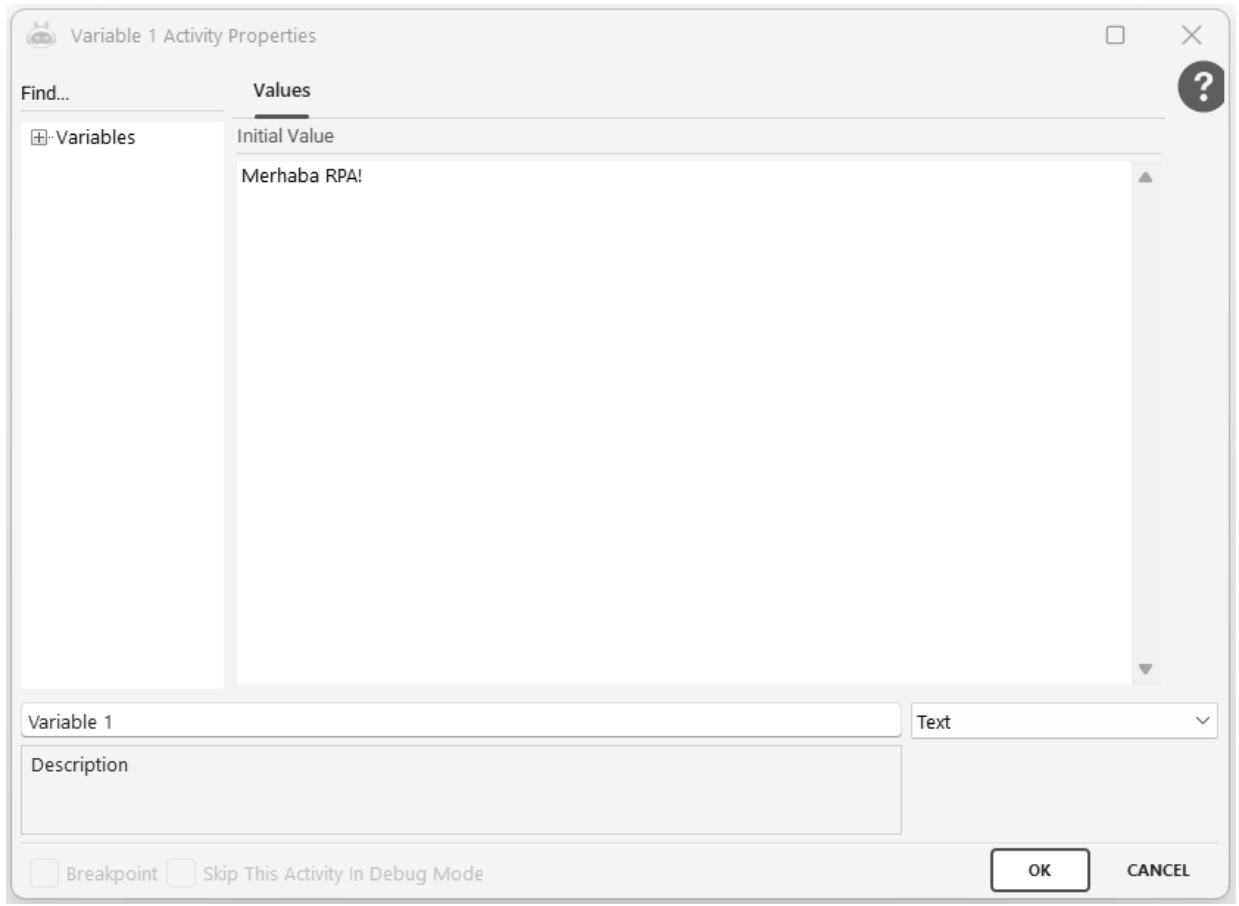 Variable 1 Activity Properties
Find...
Values
?
Variables
Initial Value
Merhaba RPA!
Variable 1
Text
Description
Breakpoint
Skip This Activity In Debug Mode
OK
CANCEL